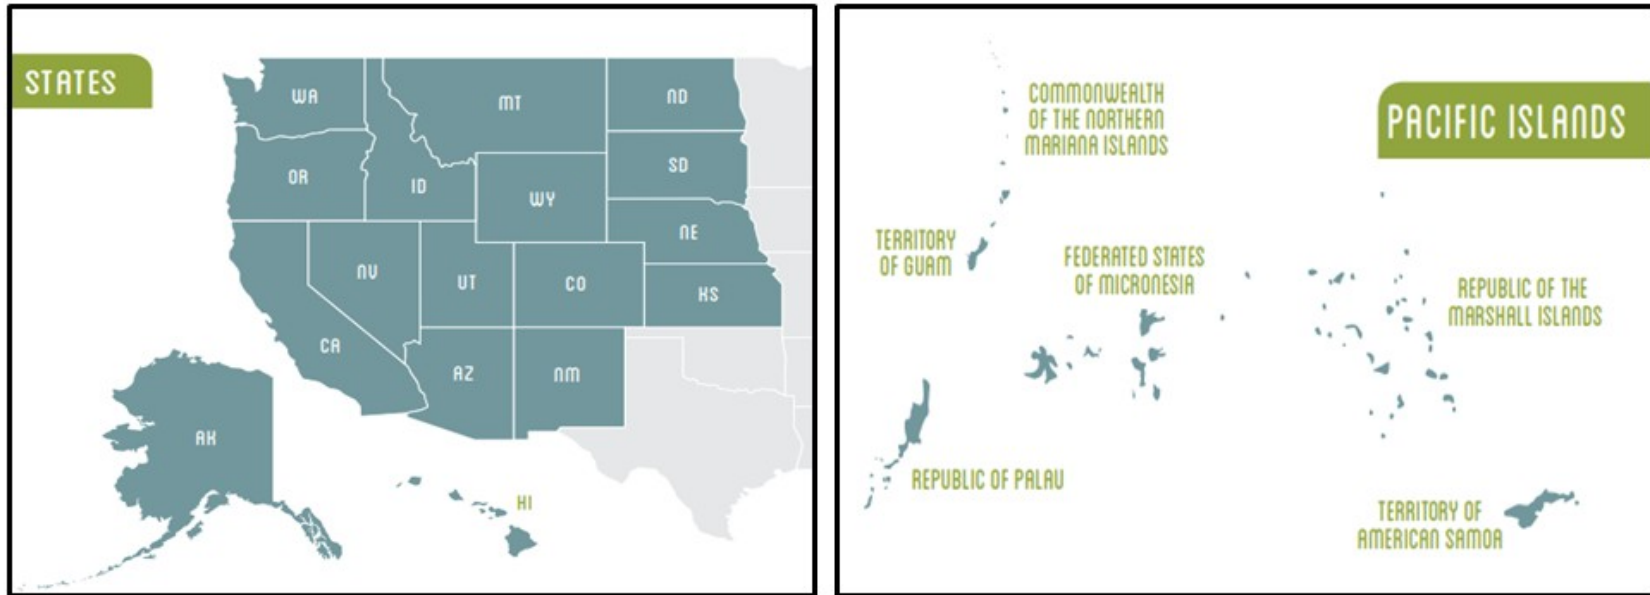 STATES
WA
MT
ND
OR
ID
SD
WY
NE
NV
UT
CO
KS
CA
AZ
NM
AK
HI
PACIFIC ISLANDS
COMMONWEALTH
OF THE NORTHERN
MARIANA ISLANDS
TERRITORY
OF GUAM
FEDERATED STATES
OF MICRONESIA
REPUBLIC OF THE
MARSHALL ISLANDS
REPUBLIC OF PALAU
TERRITORY OF
AMERICAN SAMOA